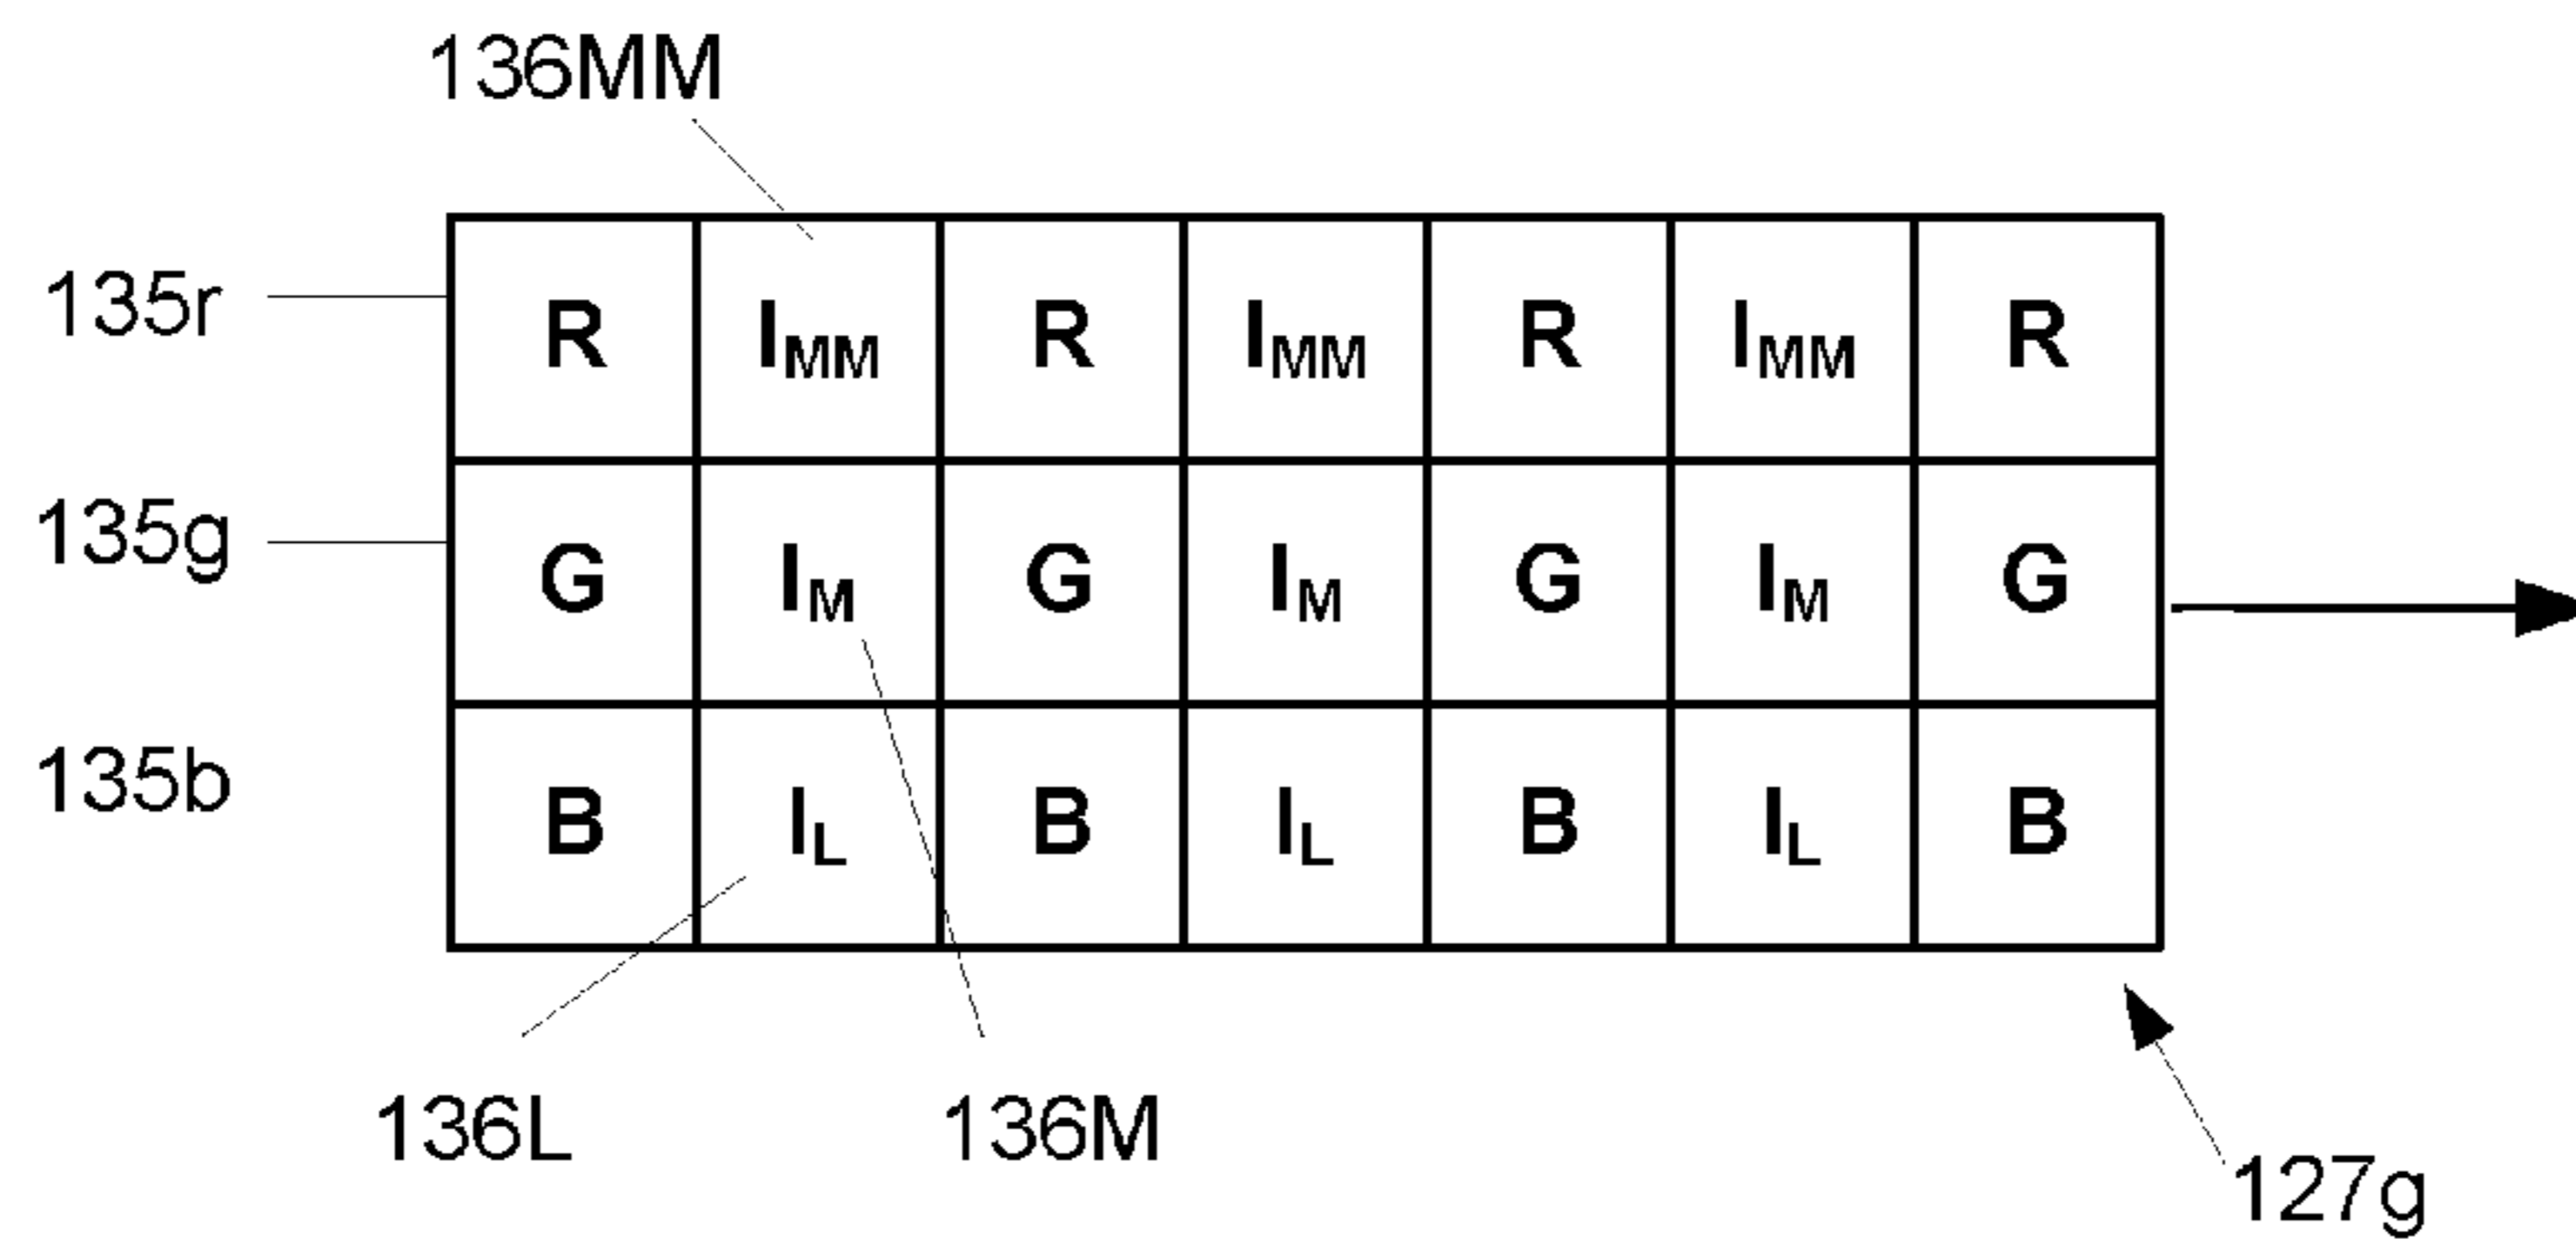 136MM
135r R IMM R IMM R IMM R
135g G IM G IM G IM G
135b B IL B IL B IL B
136L 136M
127g